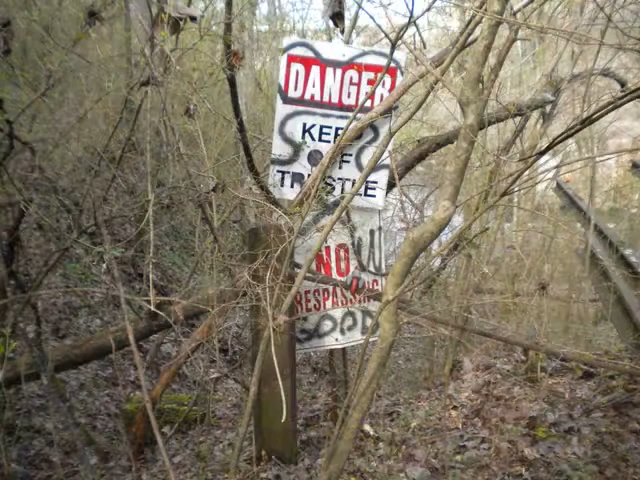 DANGER
KEEP
OFF
TRESTLE
NO
TRESPASSING